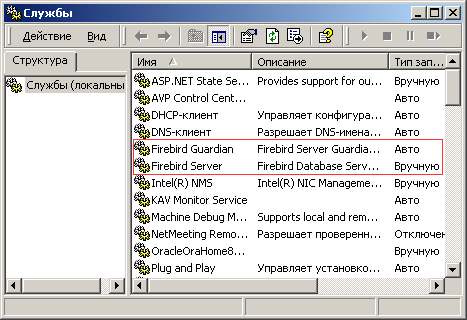 Службы
Действие Вид
Структура
Службы (локальны
Имя Описание Тип зап...
ASP.NET State Se... Provides support for ou... Вручную
AVP Control Cent... Авто
DHCP-клиент Управляет конфигура... Авто
DNS-клиент Разрешает DNS-имена... Авто
Firebird Guardian Firebird Server Guardia... Авто
Firebird Server Firebird Database Serv... Вручную
Intel(R) NMS Intel(R) NIC Manageme... Вручную
KAV Monitor Service Авто
Machine Debug M... Supports local and rem... Авто
NetMeeting Remo... Разрешает проверенн... Отключен
OracleOraHome8... Вручную
Plug and Play Управляет установко... Авто